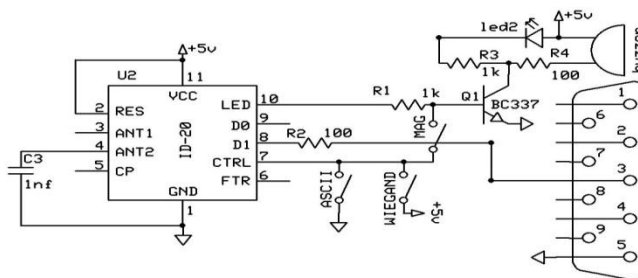 led2
+5v
+5v
R3
R4
1k
100
U2
11
VCC
Q1
BC337
RES
2
LED
10
R1
1k
ANT1
3
ID-20
D0
9
MAG
ANT2
4
D1
8
R2
100
C3
1nf
CP
5
CTRL
7
FTR
6
GND
1
ASCII
WIEGAND
+5v
1
6
2
7
3
8
4
9
5